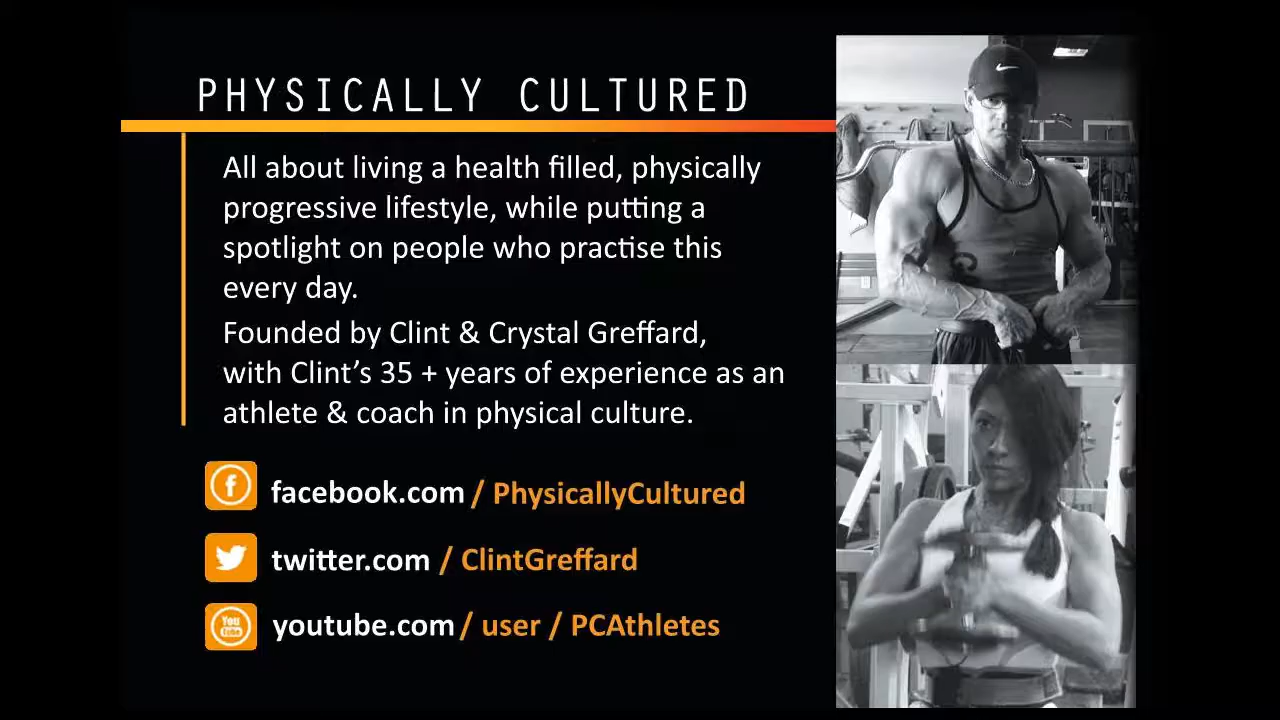 PHYSICALLY CULTURED
All about living a health filled, physically
progressive lifestyle, while putting a
spotlight on people who practise this
every day.
Founded by Clint & Crystal Greffard,
with Clint’s 35 + years of experience as an
athlete & coach in physical culture.
facebook.com / PhysicallyCultured
twitter.com / ClintGreffard
You Tube youtube.com / user / PCAthletes